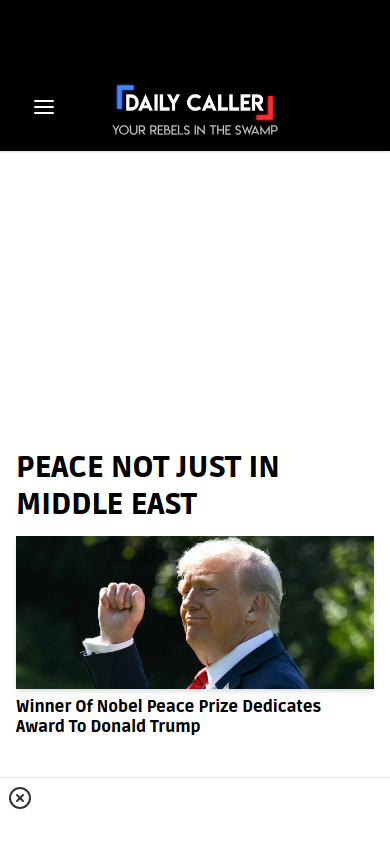 DAILY CALLER
YOUR REBELS IN THE SWAMP
PEACE NOT JUST IN
MIDDLE EAST
Winner Of Nobel Peace Prize Dedicates
Award To Donald Trump